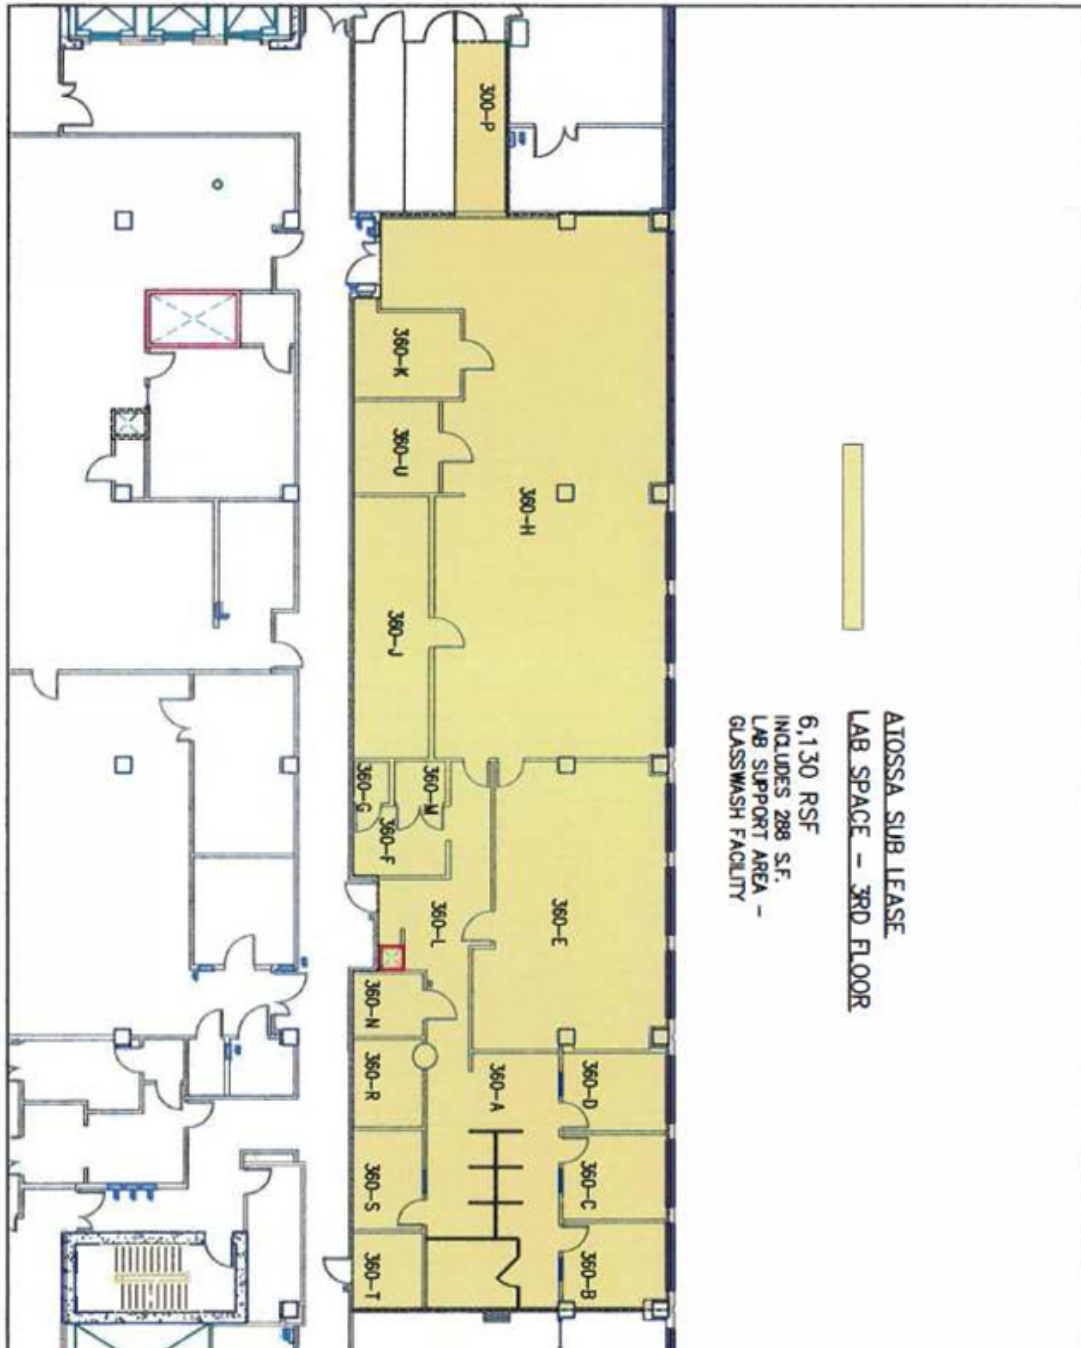 ATOSSA SUB LEASE
LAB SPACE - 3RD FLOOR
6,130 RSF
INCLUDES 288 S.F.
LAB SUPPORT AREA -
GLASSWASH FACILITY
300-P
360-H
360-E
360-D
360-C
360-B
360-K
360-U
360-J
360-M
360-G
360-F
360-L
360-N
360-A
360-R
360-S
360-T